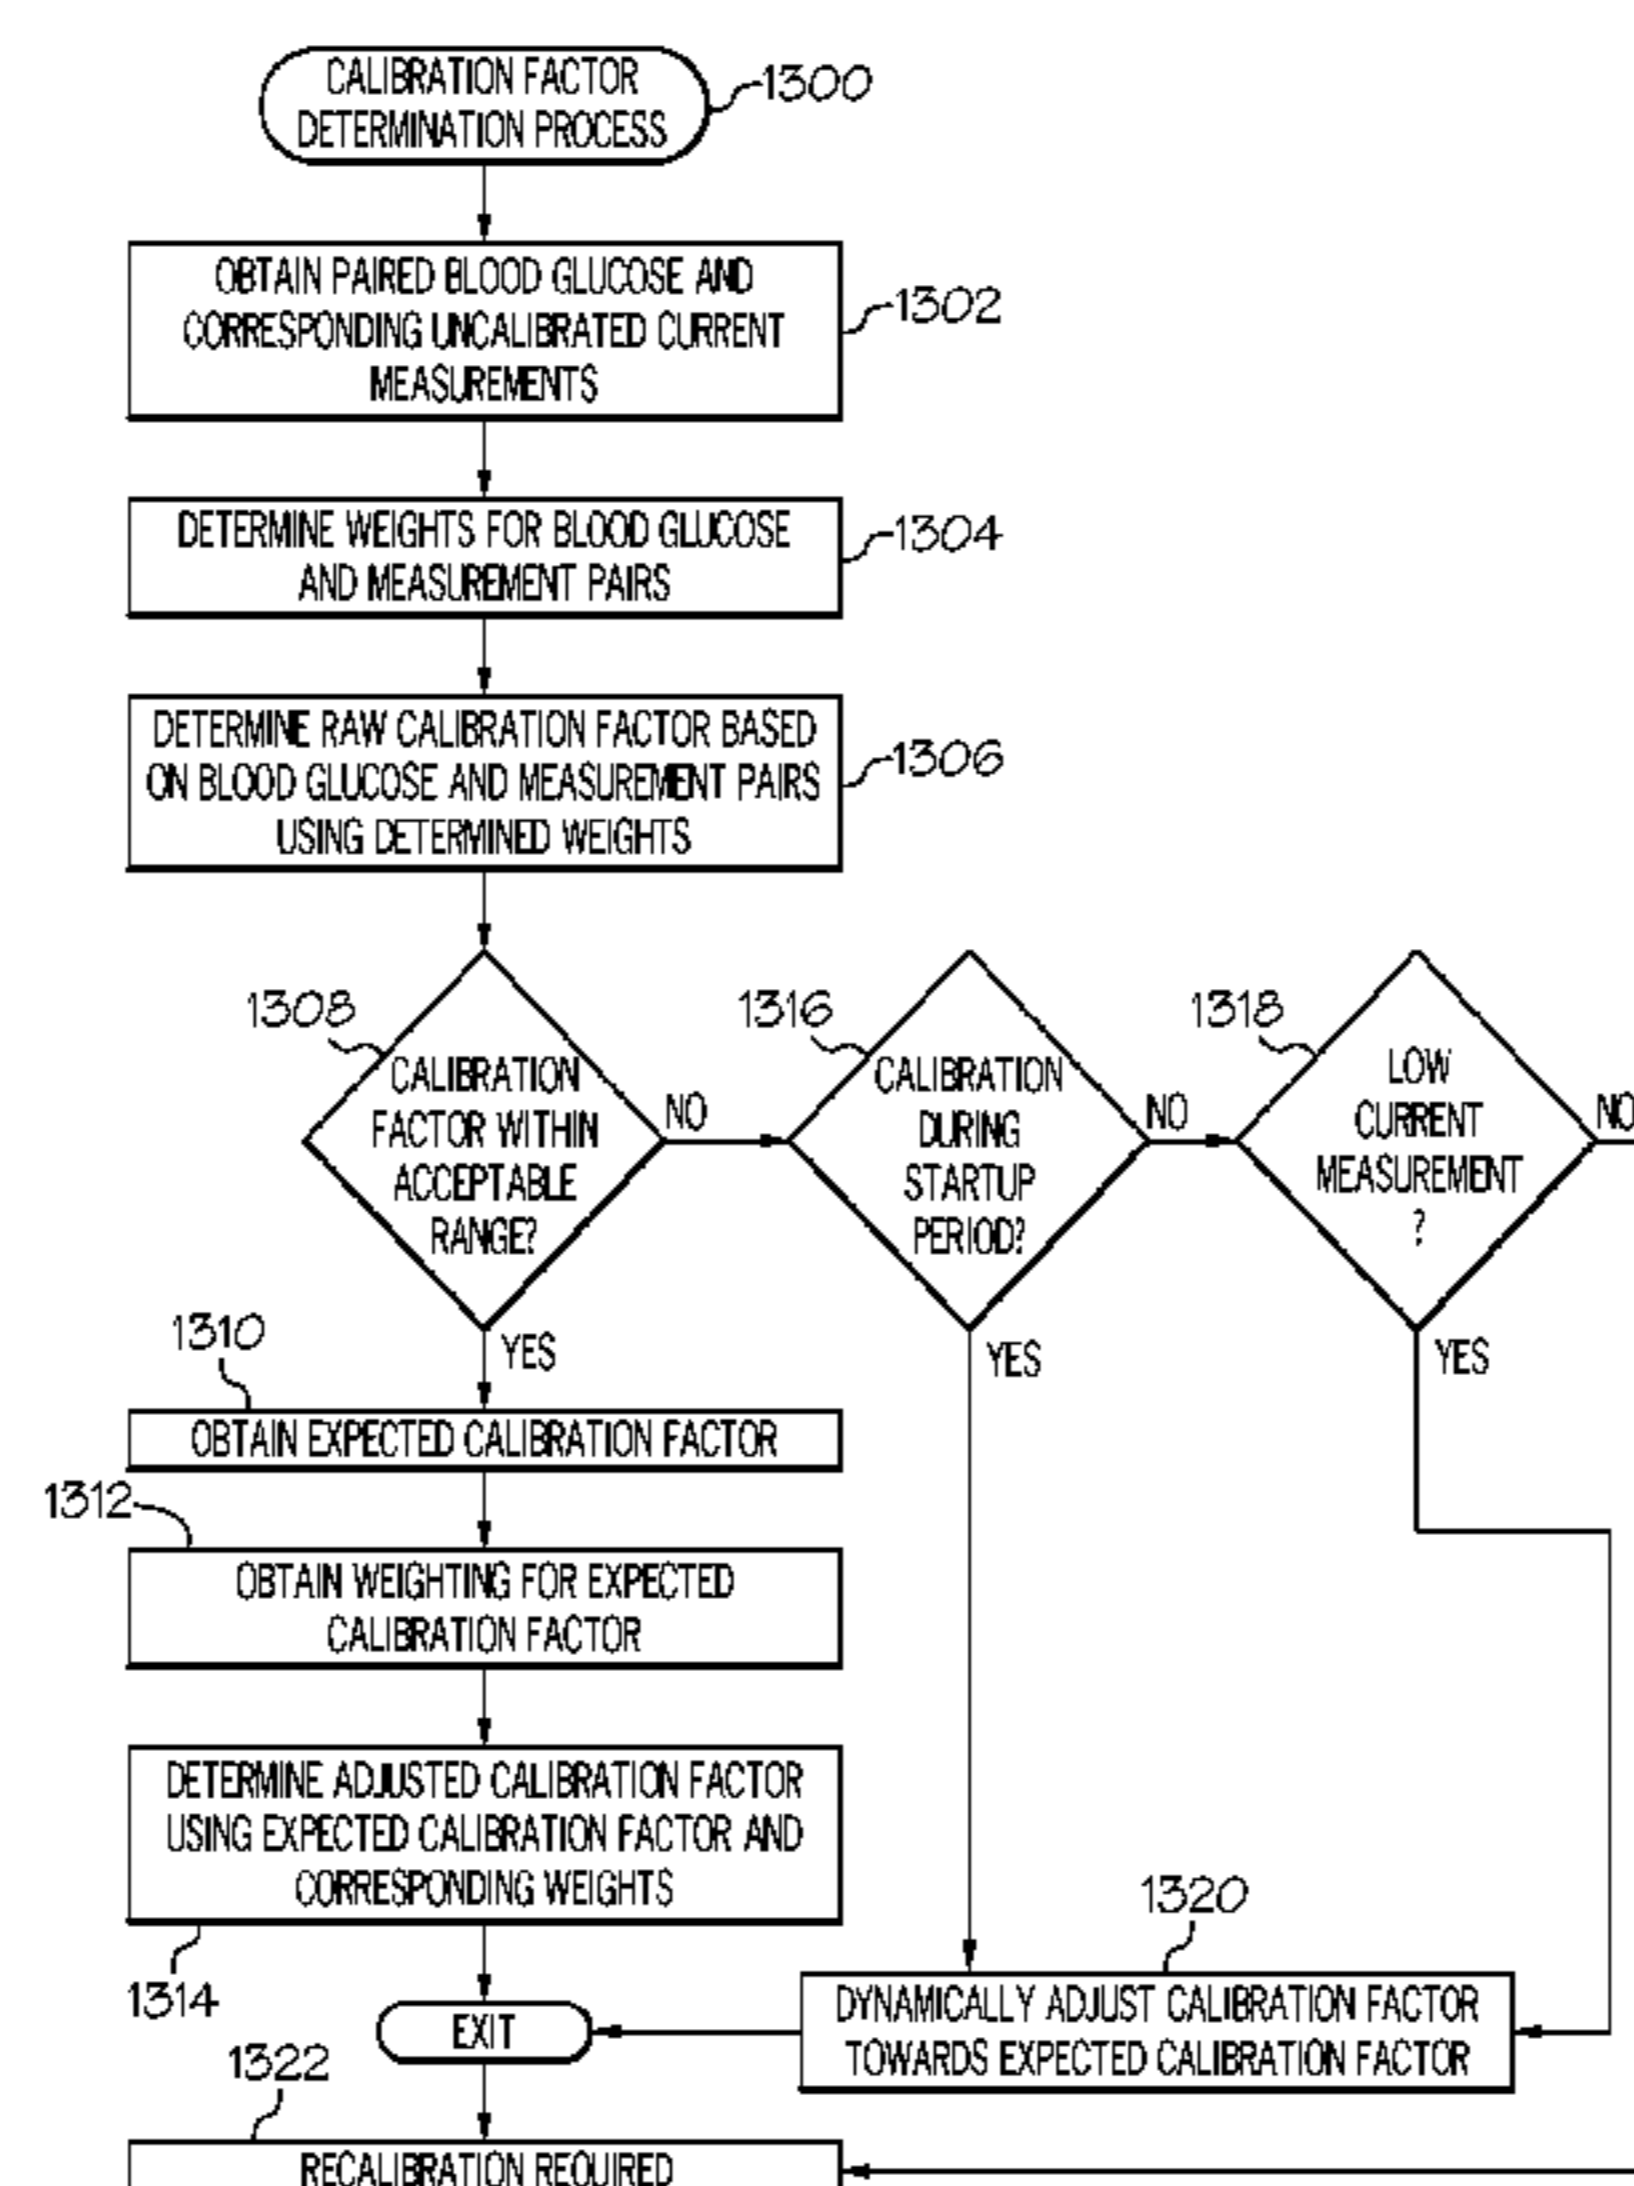 CALIBRATION FACTOR
DETERMINATION PROCESS
1300
OBTAIN PAIRED BLOOD GLUCOSE AND
CORRESPONDING UNCALIBRATED CURRENT
MEASUREMENTS
1302
DETERMINE WEIGHTS FOR BLOOD GLUCOSE
AND MEASUREMENT PAIRS
1304
DETERMINE RAW CALIBRATION FACTOR BASED
ON BLOOD GLUCOSE AND MEASUREMENT PAIRS
USING DETERMINED WEIGHTS
1306
1308
CALIBRATION
FACTOR WITHIN
ACCEPTABLE
RANGE?
NO
YES
1316
CALIBRATION
DURING
STARTUP
PERIOD?
NO
YES
1318
LOW
CURRENT
MEASUREMENT
?
NO
YES
1310
OBTAIN EXPECTED CALIBRATION FACTOR
1312
OBTAIN WEIGHTING FOR EXPECTED
CALIBRATION FACTOR
DETERMINE ADJUSTED CALIBRATION FACTOR
USING EXPECTED CALIBRATION FACTOR AND
CORRESPONDING WEIGHTS
1314
1320
DYNAMICALLY ADJUST CALIBRATION FACTOR
TOWARDS EXPECTED CALIBRATION FACTOR
EXIT
1322
RECALIBRATION REQUIRED